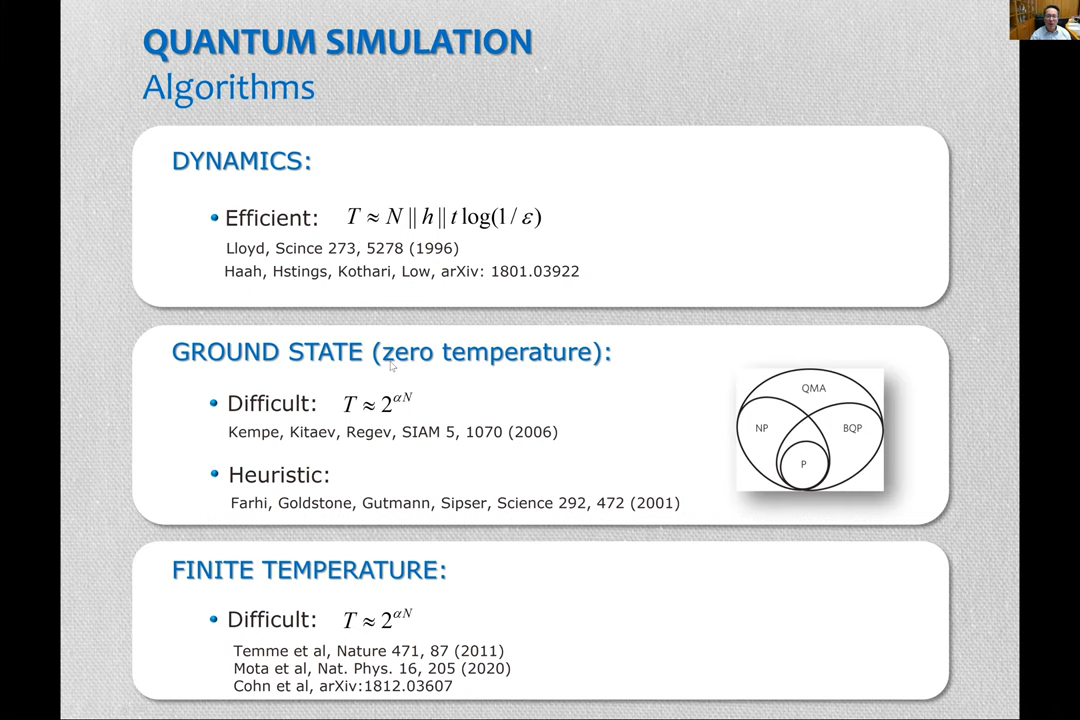 QUANTUM SIMULATION
Algorithms
DYNAMICS:
Efficient: T ≈ N || h || t log(1 / ε)
Lloyd, Scince 273, 5278 (1996)
Haah, Hstings, Kothari, Low, arXiv: 1801.03922
GROUND STATE (zero temperature):
Difficult: T ≈ 2^{αN}
Kempe, Kitaev, Regev, SIAM 5, 1070 (2006)
Heuristic:
Farhi, Goldstone, Gutmann, Sipser, Science 292, 472 (2001)
QMA
NP
BQP
P
FINITE TEMPERATURE:
Difficult: T ≈ 2^{αN}
Temme et al, Nature 471, 87 (2011)
Mota et al, Nat. Phys. 16, 205 (2020)
Cohn et al, arXiv:1812.03607